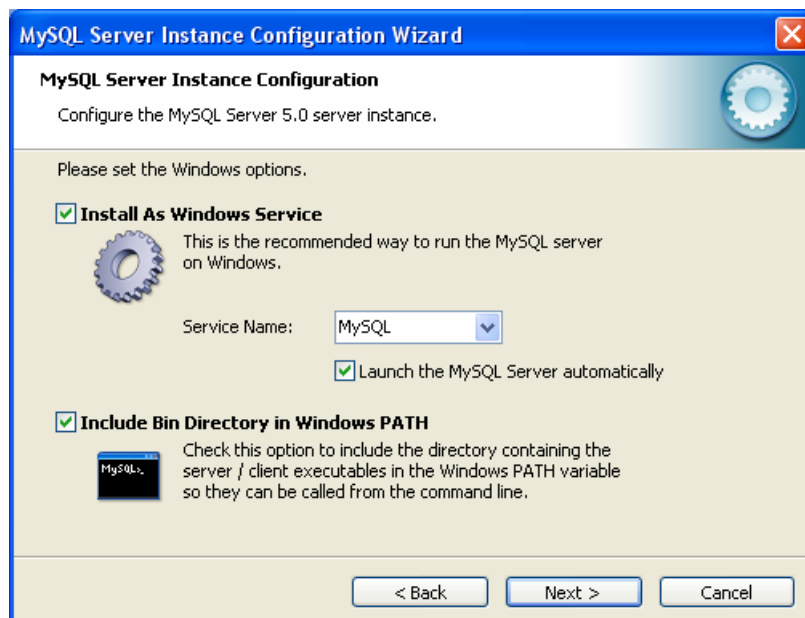 MySQL Server Instance Configuration Wizard
MySQL Server Instance Configuration
Configure the MySQL Server 5.0 server instance.
Please set the Windows options.
Install As Windows Service
This is the recommended way to run the MySQL server
on Windows.
Service Name: MySQL
Launch the MySQL Server automatically
Include Bin Directory in Windows PATH
MySQL>_
Check this option to include the directory containing the
server / client executables in the Windows PATH variable
so they can be called from the command line.
< Back Next > Cancel